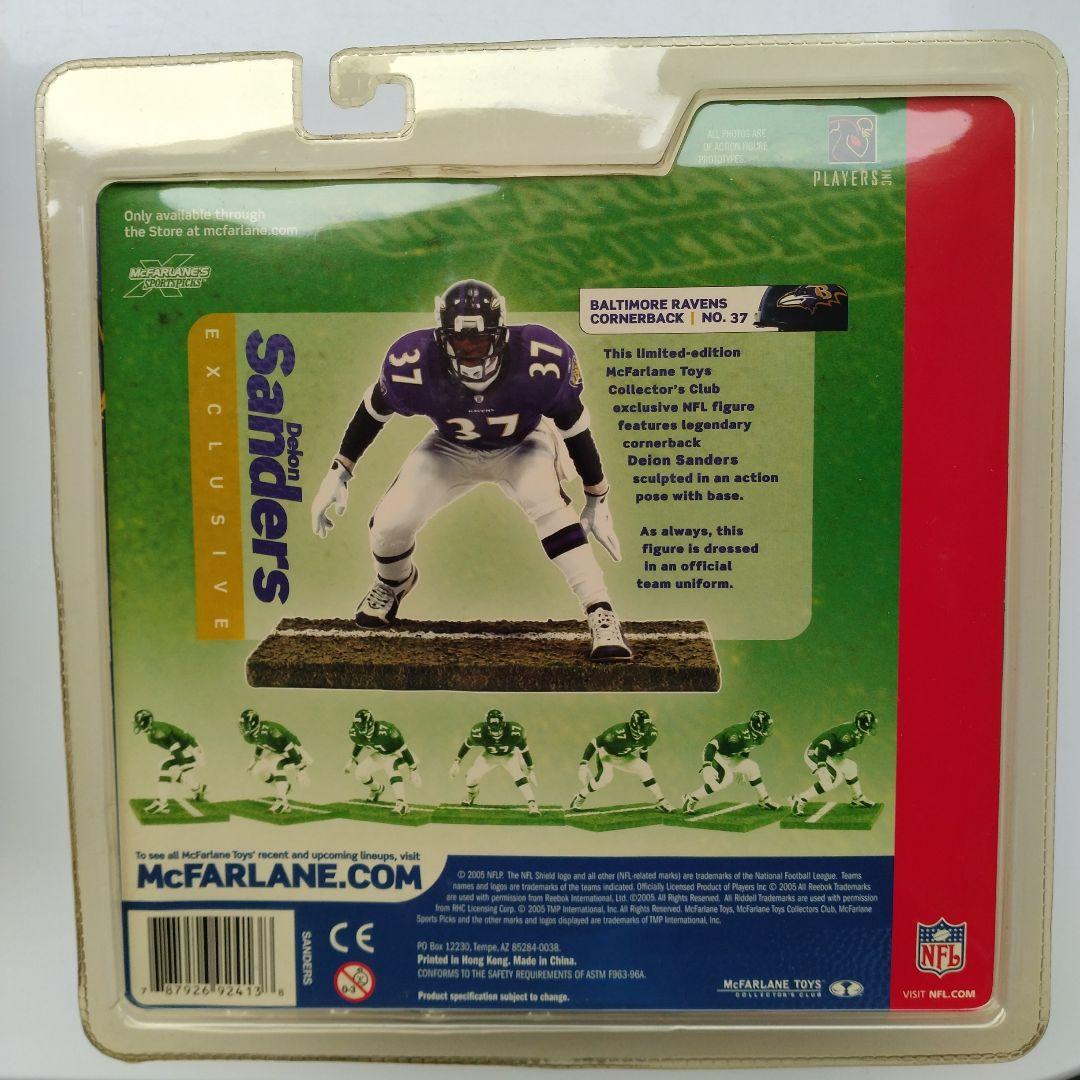 ALL PHOTOS ARE
OF ACTION FIGURE
PROTOTYPES.
PLAYERS INC
Only available through
the Store at mcfarlane.com
McFARLANE'S
SPORTSPICKS
EXCLUSIVE
Deion
Sanders
BALTIMORE RAVENS
CORNERBACK | NO. 37
This limited-edition
McFarlane Toys
Collector's Club
exclusive NFL figure
features legendary
cornerback
Deion Sanders
sculpted in an action
pose with base.
As always, this
figure is dressed
in an official
team uniform.
37
37
RAVENS
37
To see all McFarlane Toys' recent and upcoming lineups, visit
McFARLANE.COM
© 2005 NFLP. The NFL Shield logo and all other (NFL-related marks) are trademarks of the National Football League. Teams
names and logos are trademarks of the teams indicated. Officially Licensed Product of Players Inc © 2005 All Reebok Trademarks
are used with permission from Reebok International, Ltd. ©2005. All Rights Reserved. All Riddell Trademarks are used with permission
from RHC Licensing Corp. © 2005 TMP International, Inc. All Rights Reserved. McFarlane Toys, McFarlane Toys Collectors Club, McFarlane
Sports Picks and the other marks and logos displayed are trademarks of TMP International, Inc.
PO Box 12230, Tempe, AZ 85284-0038.
Printed in Hong Kong. Made in China.
CONFORMS TO THE SAFETY REQUIREMENTS OF ASTM F963-96A.
Product specification subject to change.
7 87926 92413 8
SANDERS
CE
0-3
McFARLANE TOYS
COLLECTOR'S CLUB
NFL
VISIT NFL.COM